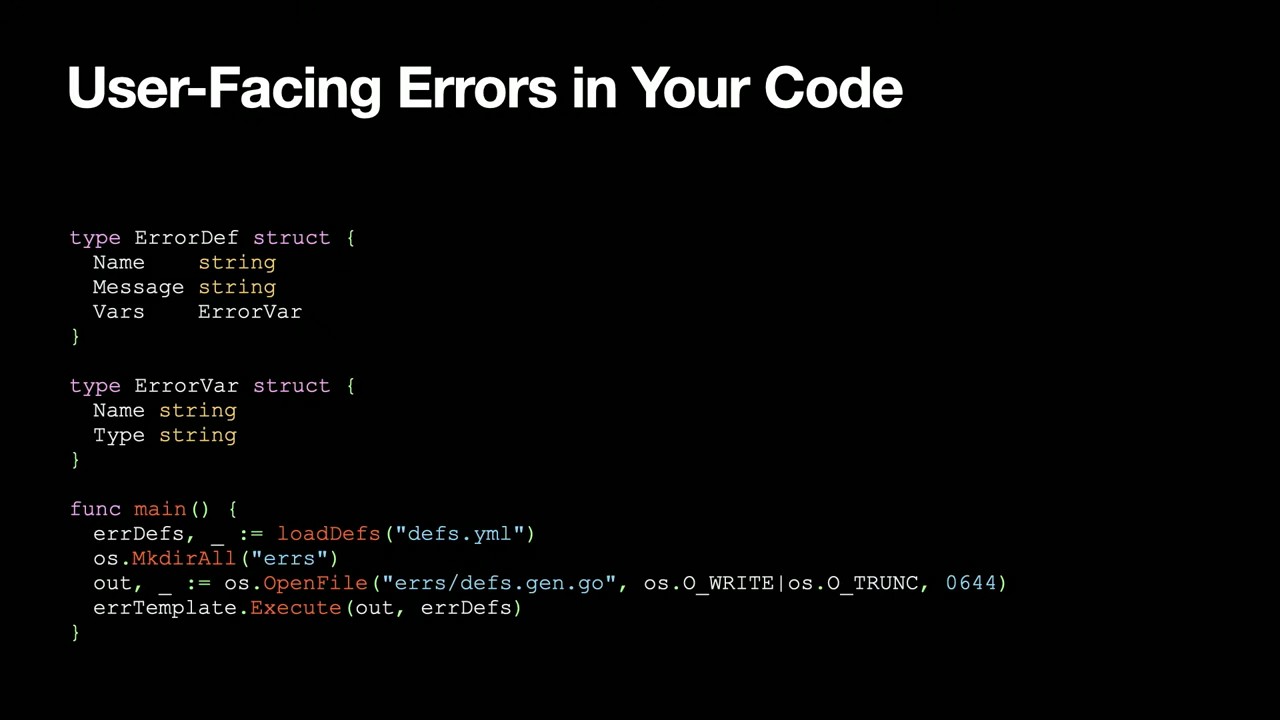 User-Facing Errors in Your Code
type ErrorDef struct {
  Name    string
  Message string
  Vars    ErrorVar
}
type ErrorVar struct {
  Name string
  Type string
}
func main() {
  errDefs, _ := loadDefs("defs.yml")
  os.MkdirAll("errs")
  out, _ := os.OpenFile("errs/defs.gen.go", os.O_WRITE|os.O_TRUNC, 0644)
  errTemplate.Execute(out, errDefs)
}